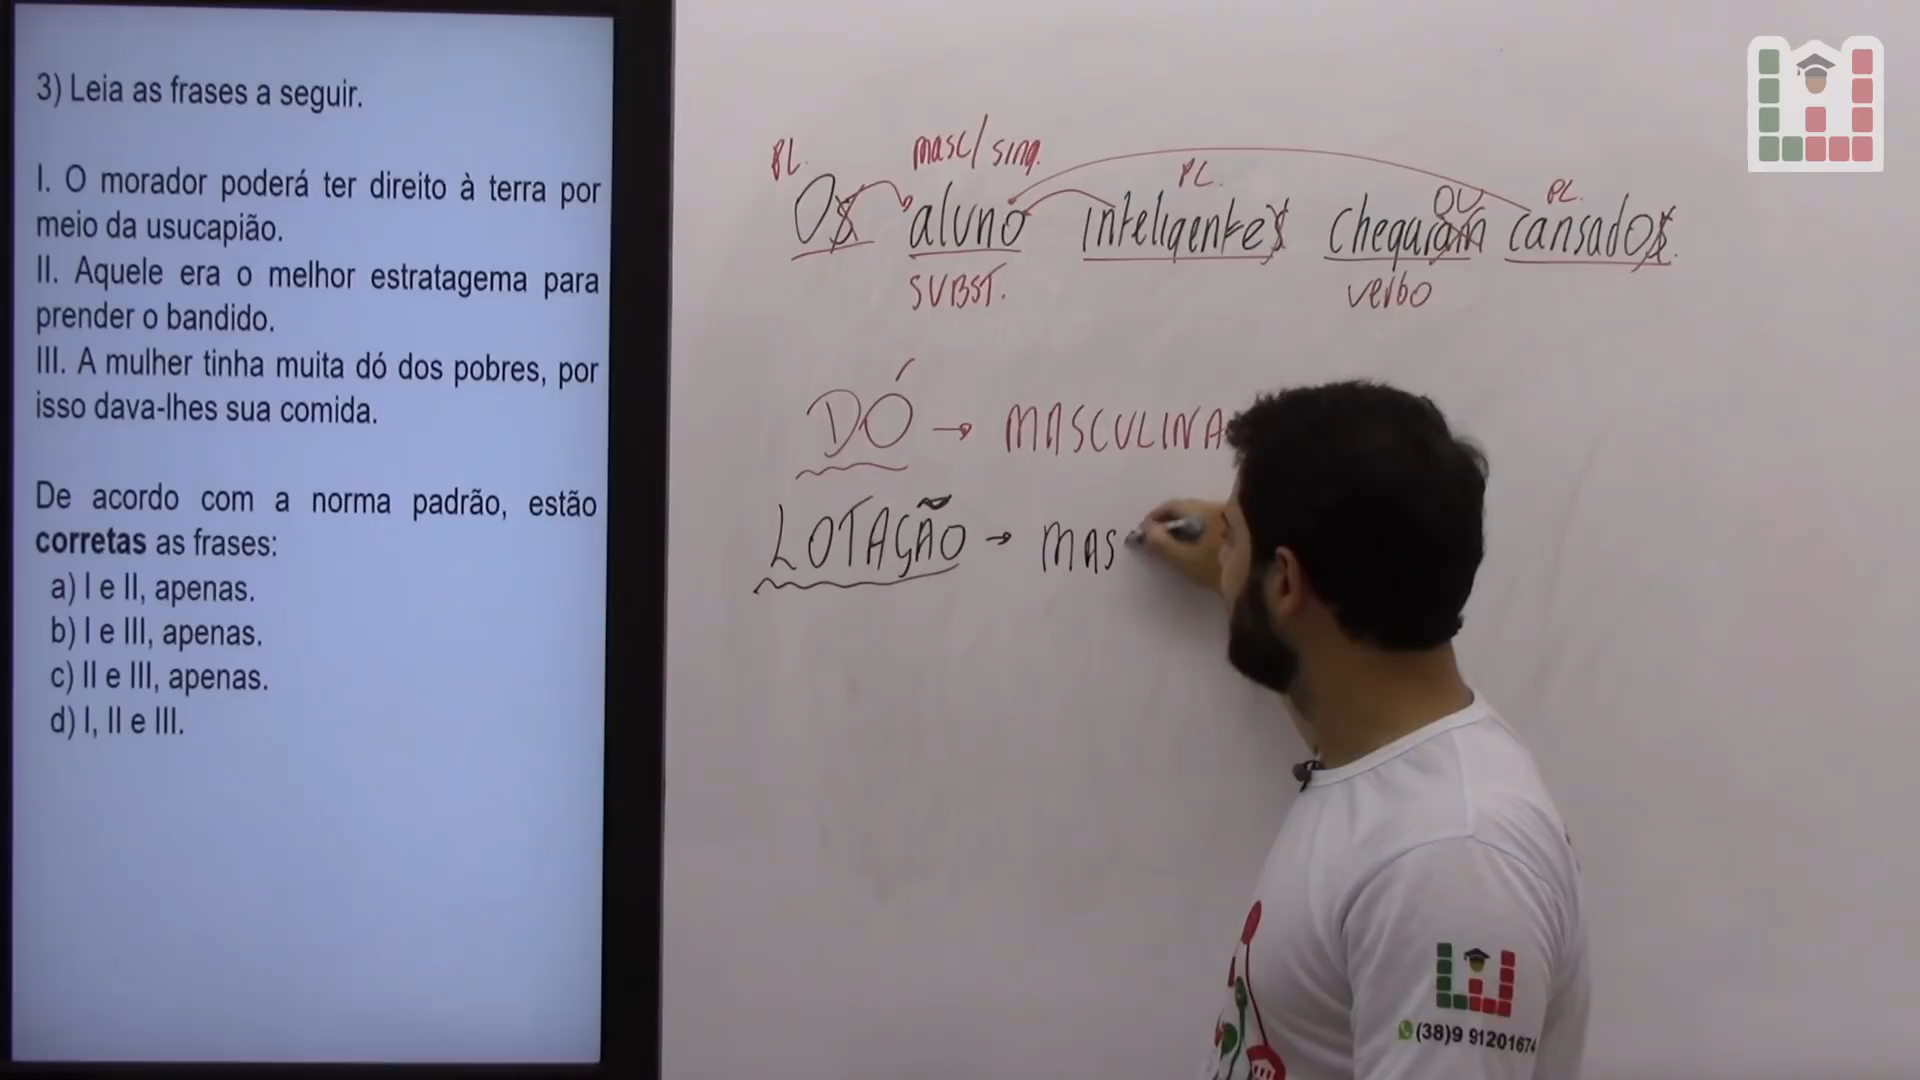 3) Leia as frases a seguir.
I. O morador poderá ter direito à terra por
meio da usucapião.
II. Aquele era o melhor estratagema para
prender o bandido.
III. A mulher tinha muita dó dos pobres, por
isso dava-lhes sua comida.
De acordo com a norma padrão, estão
corretas as frases:
a) I e II, apenas.
b) I e III, apenas.
c) II e III, apenas.
d) I, II e III.
PL. masc/sing. PL. OU PL.
Os aluno inteligentes chegaram cansados.
SUBST. verbo
DÓ → MASCULINA
LOTAÇÃO → MAS
(38)9 91201674